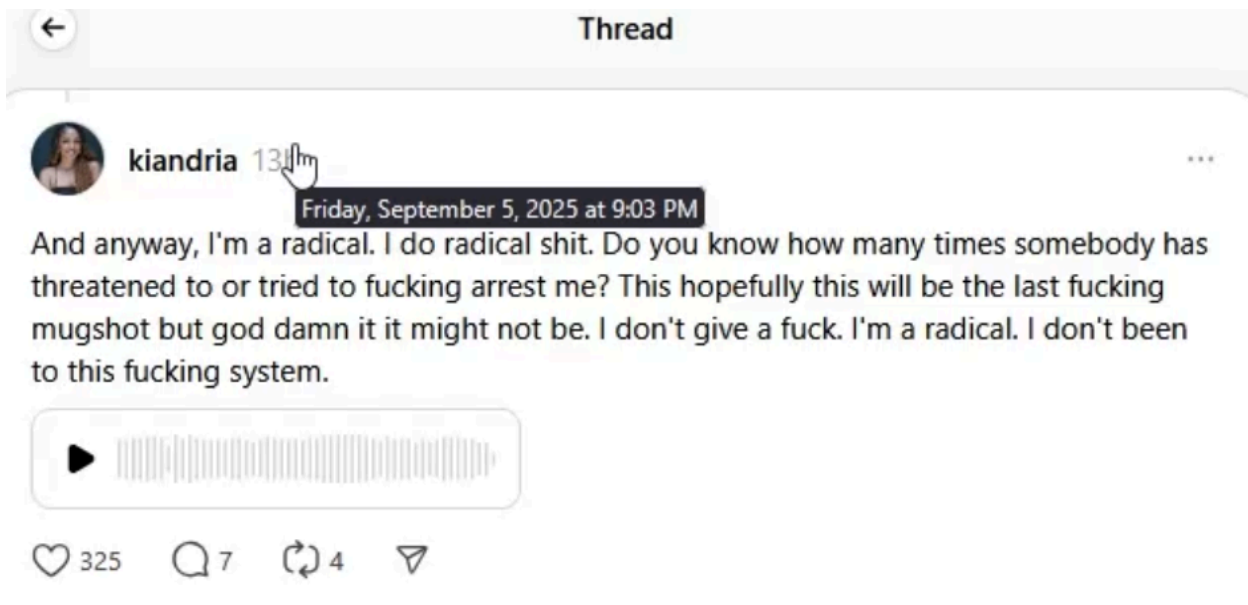 Thread
kiandria
Friday, September 5, 2025 at 9:03 PM
And anyway, I'm a radical. I do radical shit. Do you know how many times somebody has
threatened to or tried to fucking arrest me? This hopefully this will be the last fucking
mugshot but god damn it it might not be. I don't give a fuck. I'm a radical. I don't been
to this fucking system.
325 7 4